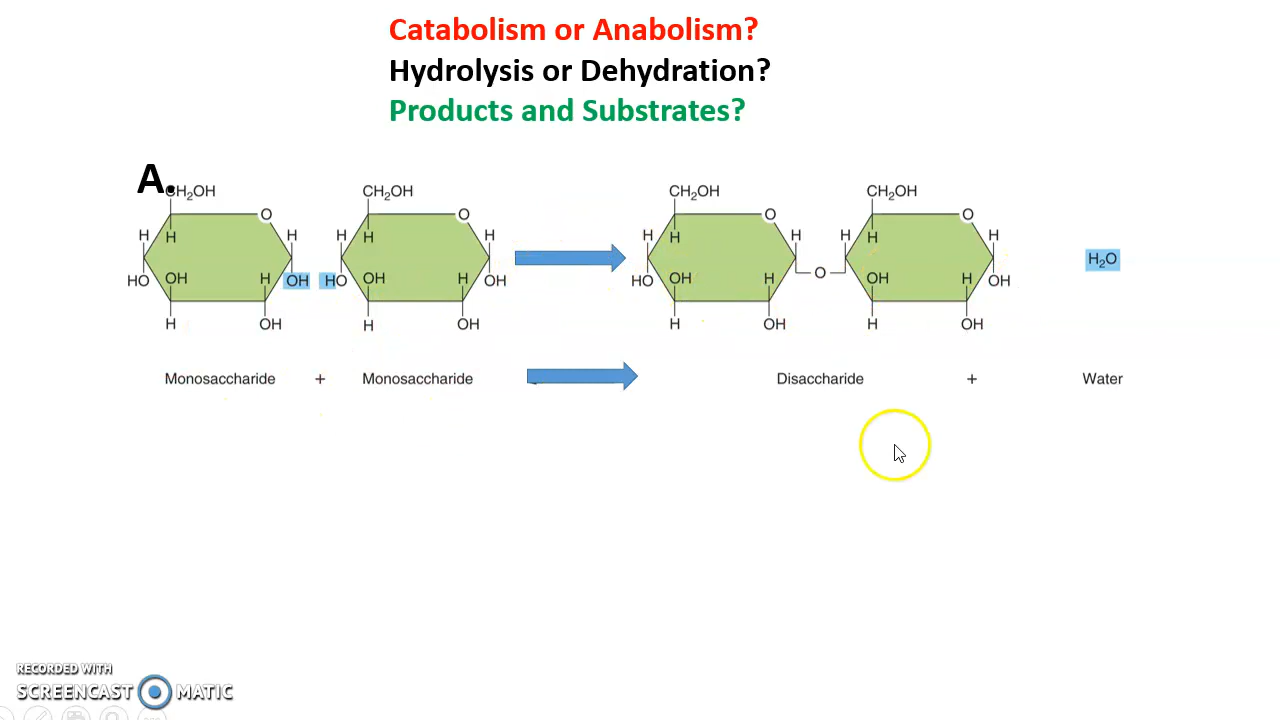 Catabolism or Anabolism?
Hydrolysis or Dehydration?
Products and Substrates?
A.
CH₂OH CH₂OH CH₂OH CH₂OH
O O O O
H H H H H H H H
H H H H
HO OH H OH HO OH H OH HO OH H O OH H OH H₂O
H OH H OH H OH H OH
Monosaccharide + Monosaccharide Disaccharide + Water
RECORDED WITH
SCREENCAST MATIC